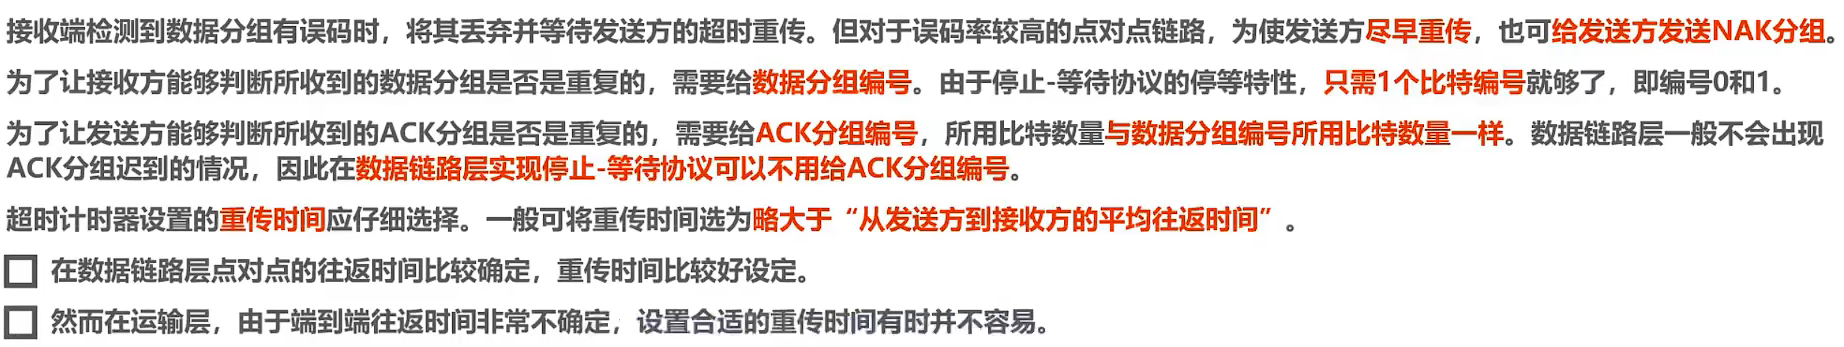 接收端检测到数据分组有误码时，将其丢弃并等待发送方的超时重传。但对于误码率较高的点对点链路，为使发送方尽早重传，也可给发送方发送NAK分组。
为了让接收方能够判断所收到的数据分组是否是重复的，需要给数据分组编号。由于停止-等待协议的停等特性，只需1个比特编号就够了，即编号0和1。
为了让发送方能够判断所收到的ACK分组是否是重复的，需要给ACK分组编号，所用比特数量与数据分组编号所用比特数量一样。数据链路层一般不会出现
ACK分组迟到的情况，因此在数据链路层实现停止-等待协议可以不用给ACK分组编号。
超时计时器设置的重传时间应仔细选择。一般可将重传时间选为略大于“从发送方到接收方的平均往返时间”。
在数据链路层点对点的往返时间比较确定，重传时间比较好设定。
然而在运输层，由于端到端往返时间非常不确定，设置合适的重传时间有时并不容易。